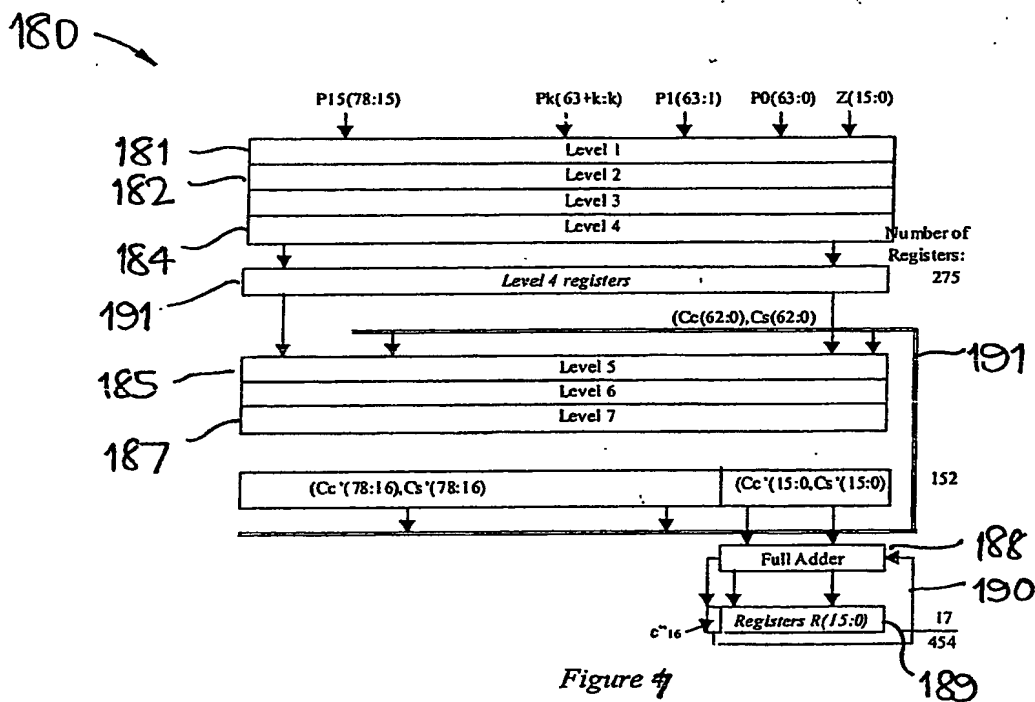 180
P15(78:15) Pk(63+k:k) P1(63:1) P0(63:0) Z(15:0)
181 Level 1
182 Level 2
Level 3
184 Level 4
Number of
Registers:
191 Level 4 registers 275
(Cc(62:0),Cs(62:0)
191
185 Level 5
Level 6
187 Level 7
(Cc'(78:16),Cs'(78:16) (Cc'(15:0,Cs'(15:0) 152
188
Full Adder
190
c"16 Registers R(15:0) 17
454
189
Figure 7